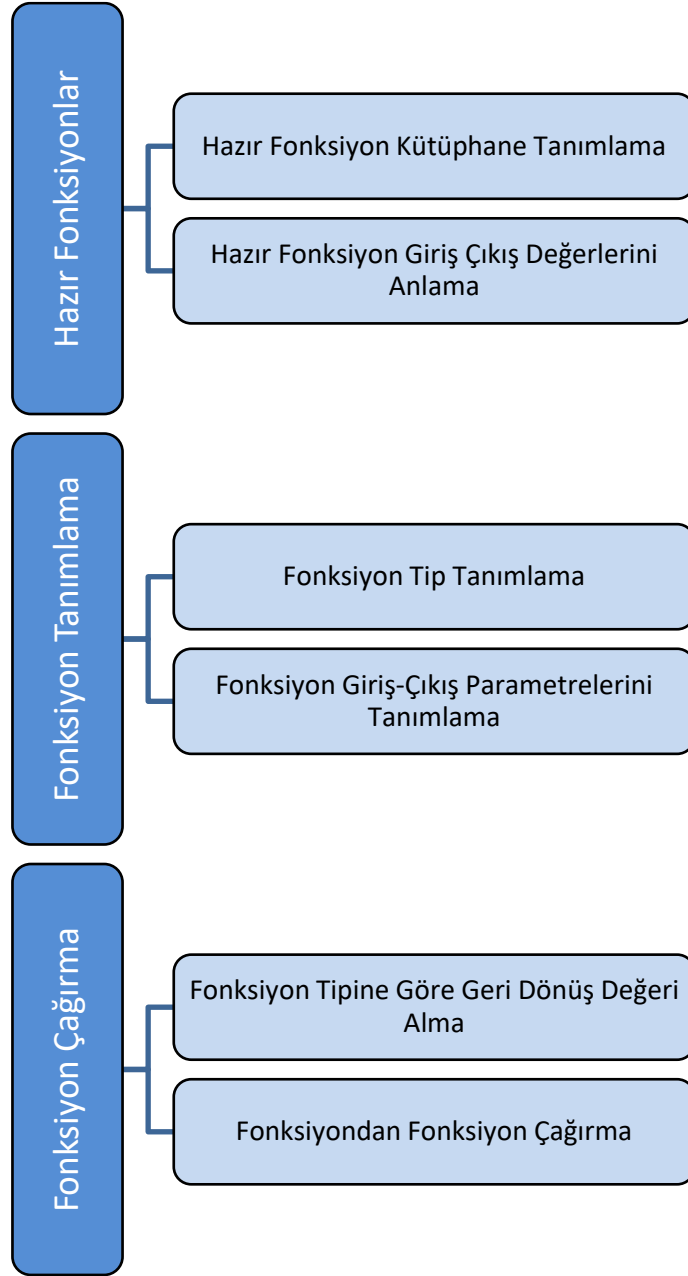 Hazır Fonksiyonlar
Hazır Fonksiyon Kütüphane Tanımlama
Hazır Fonksiyon Giriş Çıkış Değerlerini
Anlama
Fonksiyon Tanımlama
Fonksiyon Tip Tanımlama
Fonksiyon Giriş-Çıkış Parametrelerini
Tanımlama
Fonksiyon Çağırma
Fonksiyon Tipine Göre Geri Dönüş Değeri
Alma
Fonksiyondan Fonksiyon Çağırma